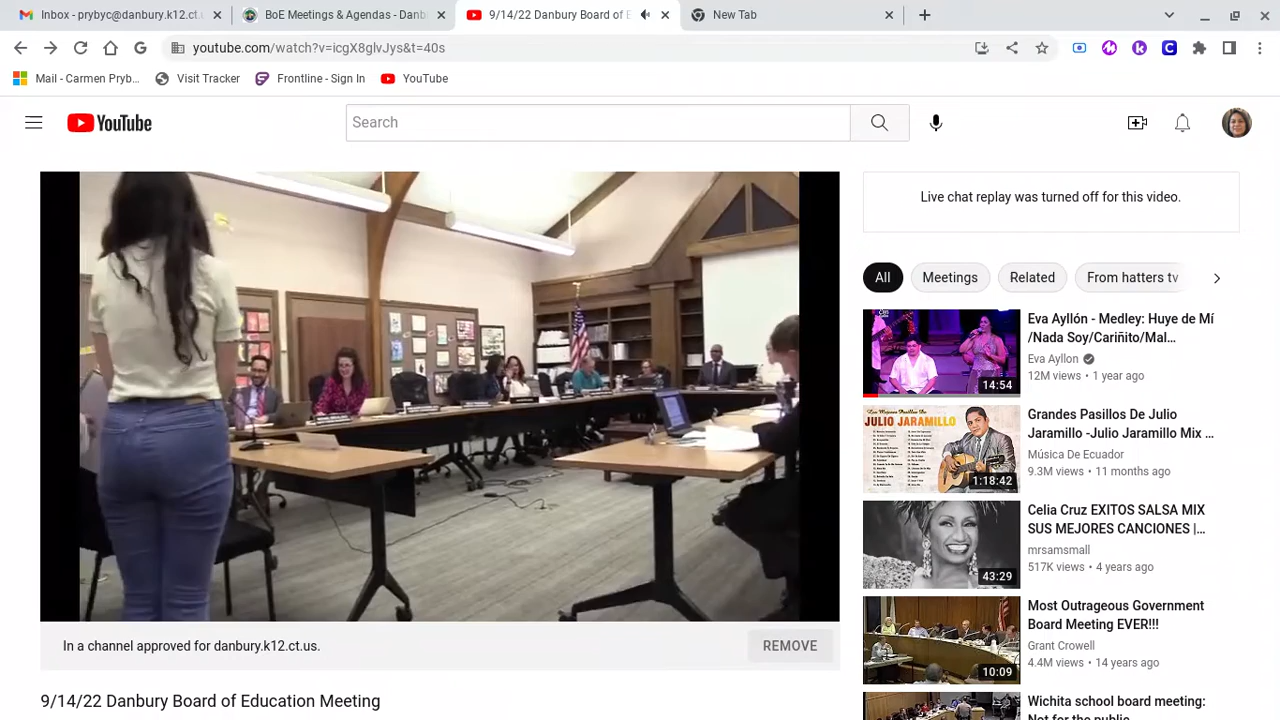 Inbox - prybyc@danbury.k12.ct.u
BoE Meetings & Agendas - Danb
9/14/22 Danbury Board of E
New Tab
youtube.com/watch?v=icgX8glvJys&t=40s
Mail - Carmen Pryb...
Visit Tracker
Frontline - Sign In
YouTube
YouTube
Search
Live chat replay was turned off for this video.
All
Meetings
Related
From hatters tv
Eva Ayllón - Medley: Huye de Mí
/Nada Soy/Cariñito/Mal...
Eva Ayllon
12M views • 1 year ago
14:54
Grandes Pasillos De Julio
Jaramillo -Julio Jaramillo Mix ...
Música De Ecuador
9.3M views • 11 months ago
JULIO JARAMILLO
1:18:42
Celia Cruz EXITOS SALSA MIX
SUS MEJORES CANCIONES |...
mrsamsmall
517K views • 4 years ago
43:29
Most Outrageous Government
Board Meeting EVER!!!
Grant Crowell
4.4M views • 14 years ago
10:09
Wichita school board meeting:
Not for the public
In a channel approved for danbury.k12.ct.us.
REMOVE
9/14/22 Danbury Board of Education Meeting